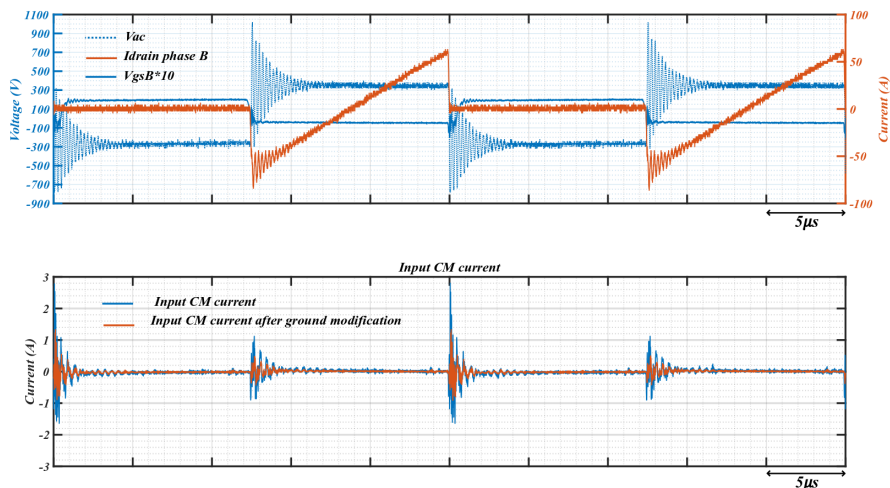 1100
900
700
500
300
100
-100
-300
-500
-700
-900
Voltage (V)
Vac
Idrain phase B
VgsB*10
100
50
0
-50
-100
Current (A)
5μs
Input CM current
3
2
1
0
-1
-2
-3
Current (A)
Input CM current
Input CM current after ground modification
5μs